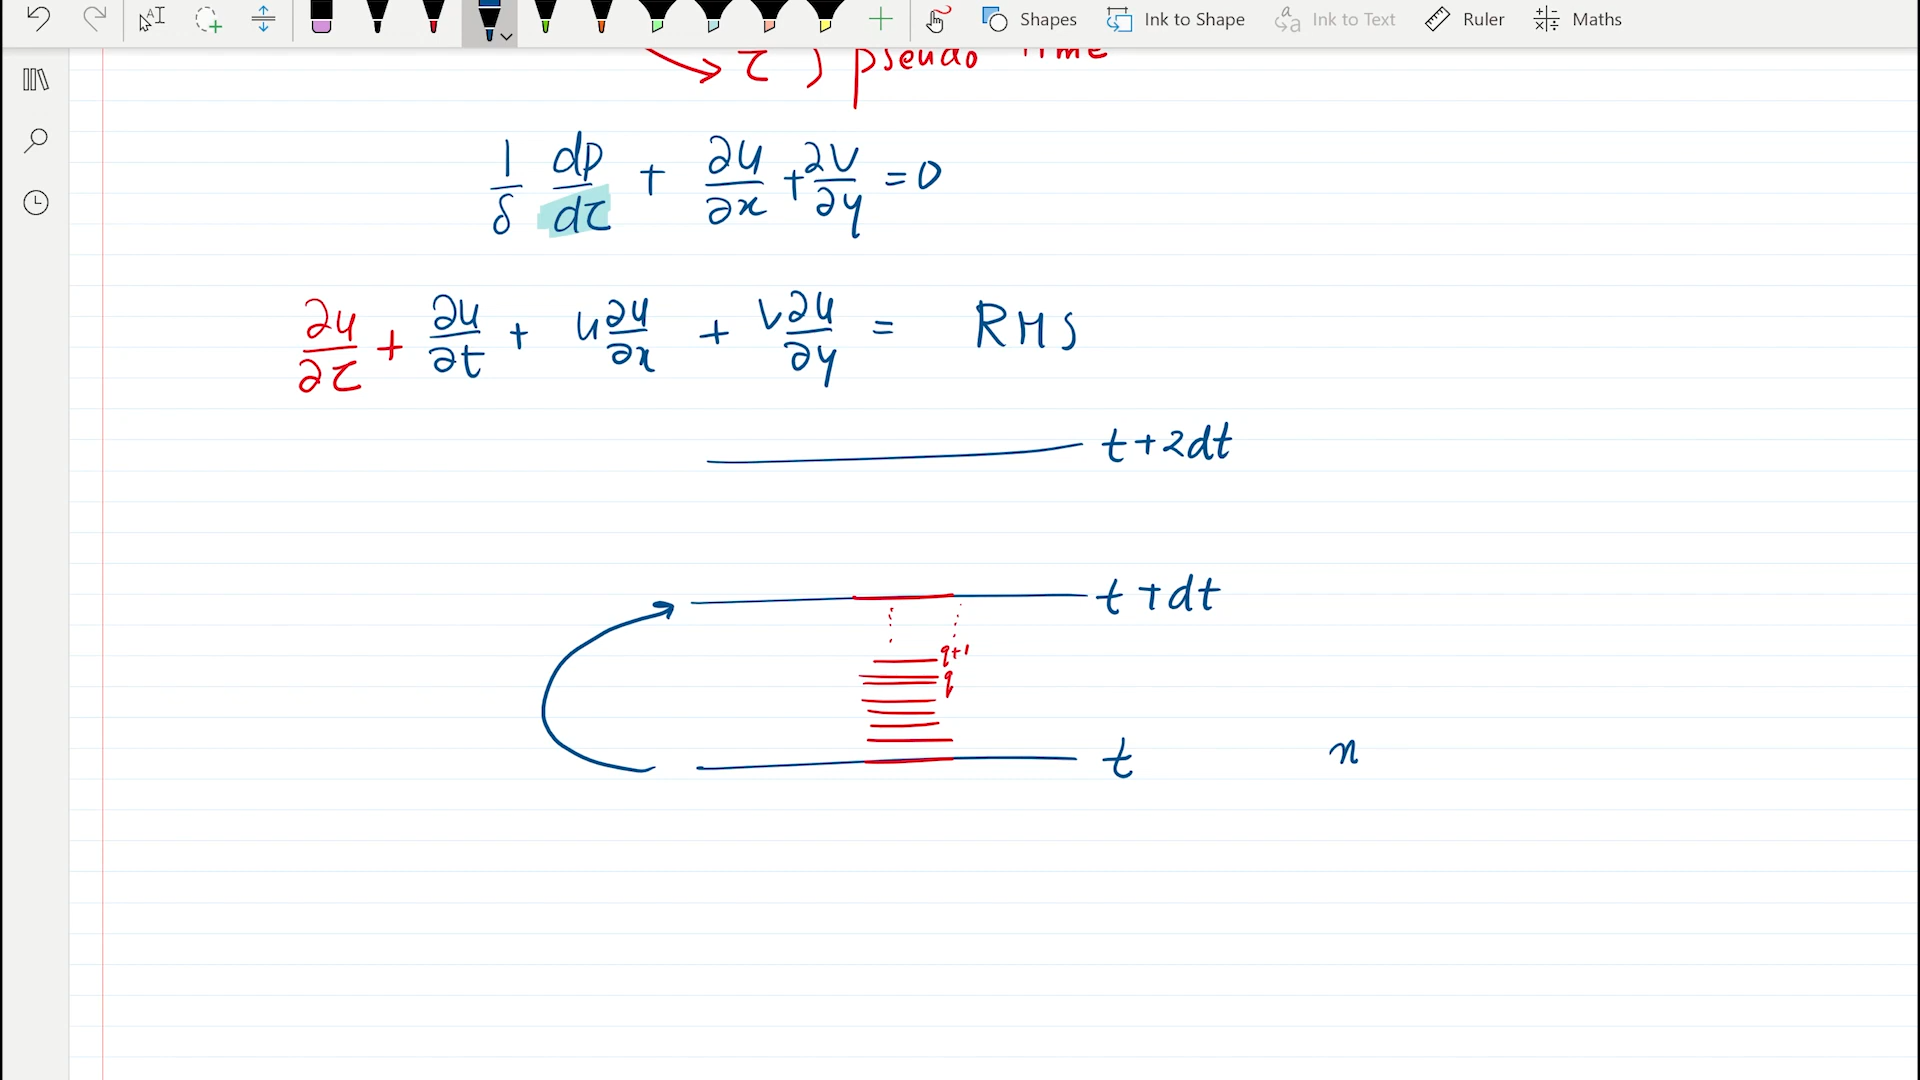 Shapes Ink to Shape Ink to Text Ruler Maths
τ ) pseudo Time
1/δ dp/dτ + ∂u/∂x + ∂v/∂y = 0
∂u/∂τ + ∂u/∂t + u∂u/∂x + v∂u/∂y = RHS
t+2dt
t+dt
q+1
q
t n